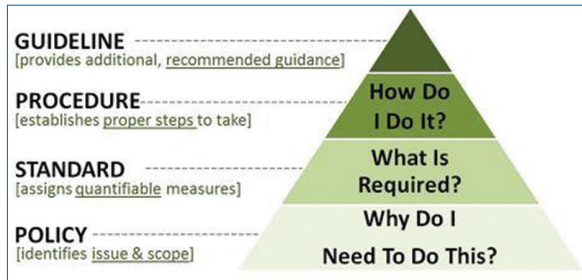 GUIDELINE
[provides additional, recommended guidance]
PROCEDURE
[establishes proper steps to take]
How Do
I Do It?
STANDARD
[assigns quantifiable measures]
What Is
Required?
POLICY
[identifies issue & scope]
Why Do I
Need To Do This?